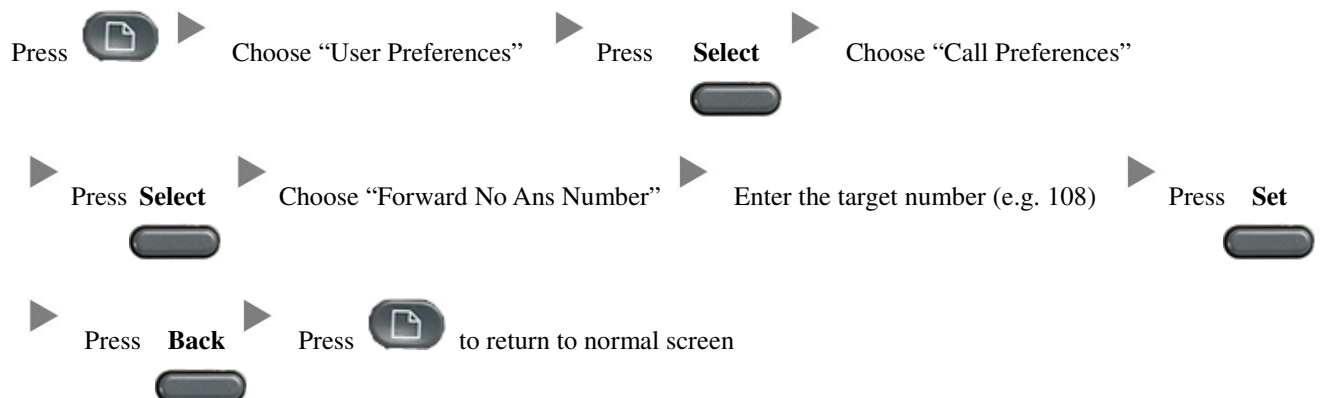 Press Choose “User Preferences” Press Select Choose “Call Preferences”
Press Select Choose “Forward No Ans Number” Enter the target number (e.g. 108) Press Set
Press Back Press to return to normal screen